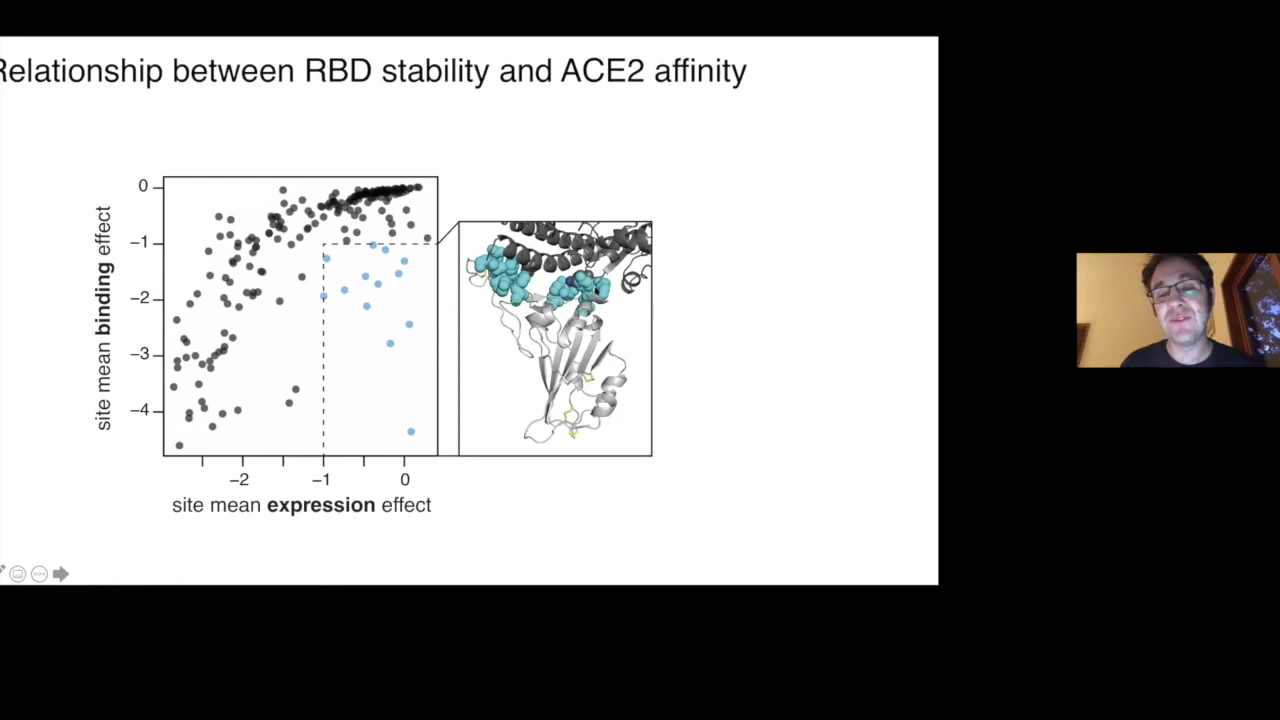 Relationship between RBD stability and ACE2 affinity
0
−1
−2
−3
−4
site mean binding effect
−2
−1
0
site mean expression effect